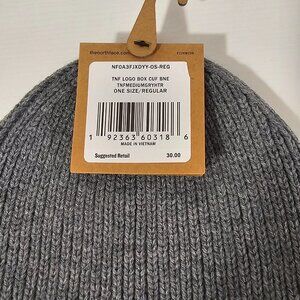 thenorthface.com
NF0A3FJXDYY-OS-REG
TNF LOGO BOX CUF BNE
TNFMEDIUMGRYHTR
ONE SIZE/REGULAR
1 92363 60318 6
MADE IN VIETNAM
Suggested Retail 30.00